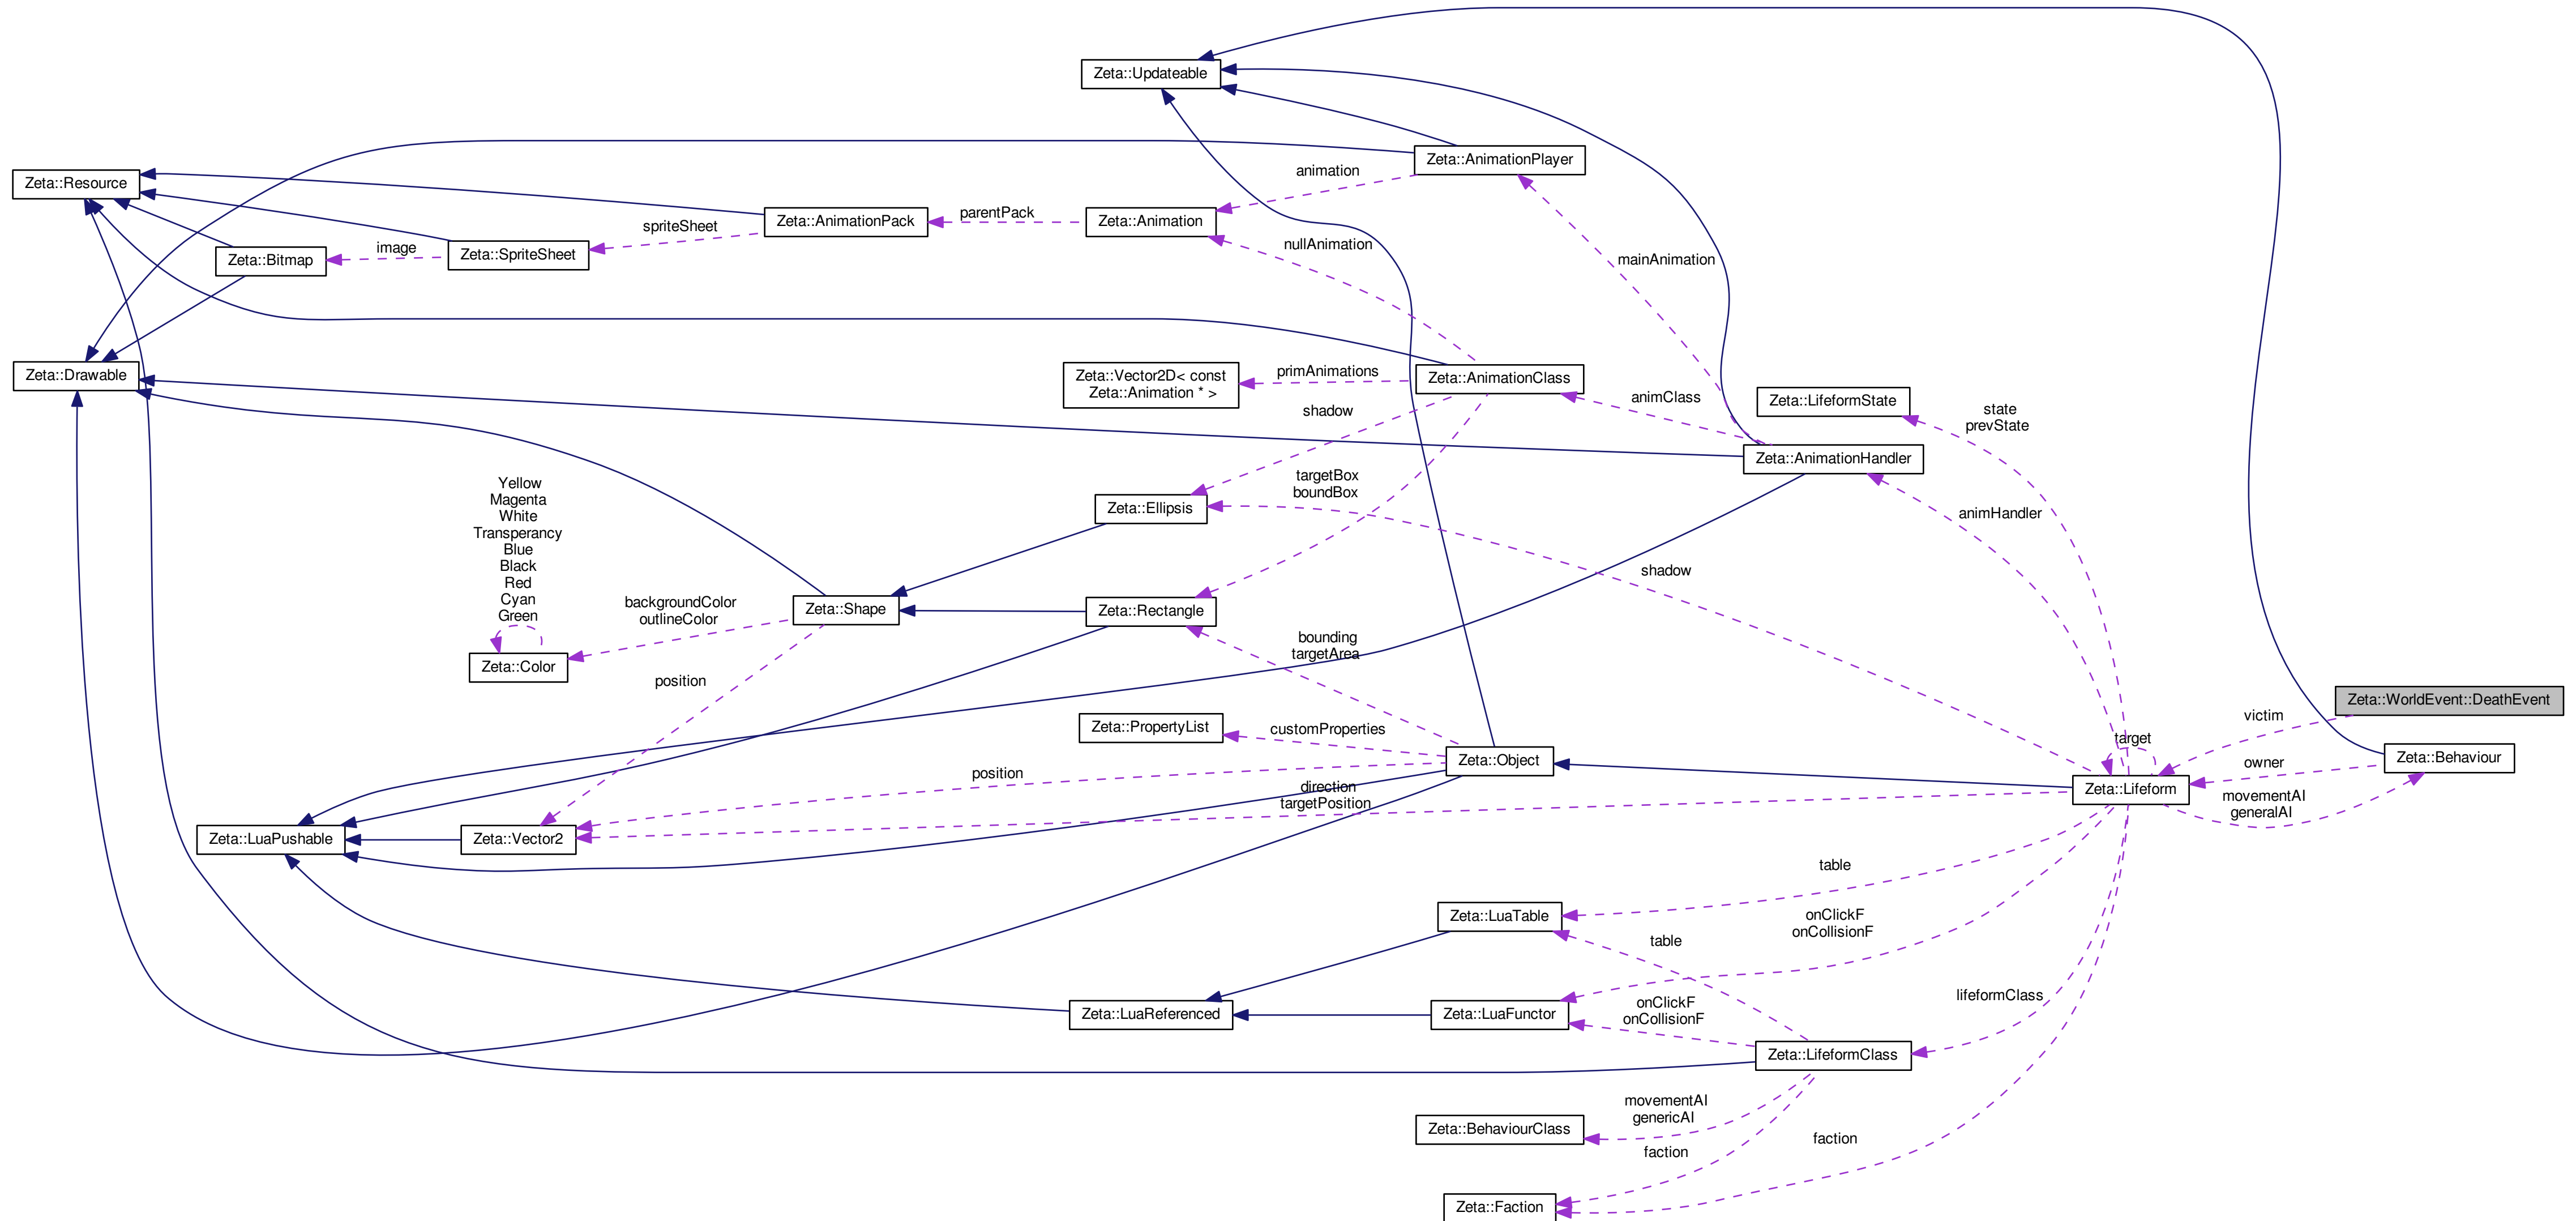 Zeta::Updateable
Zeta::AnimationPlayer
animation
Zeta::Resource
parentPack
Zeta::AnimationPack
Zeta::Animation
spriteSheet
nullAnimation
image
Zeta::SpriteSheet
Zeta::Bitmap
mainAnimation
Zeta::Drawable
primAnimations
Zeta::Vector2D< const
Zeta::Animation * >
Zeta::AnimationClass
animClass
Zeta::LifeformState
shadow
state
prevState
Zeta::AnimationHandler
targetBox
boundBox
Yellow
Magenta
White
Transperancy
Blue
Black
Red
Cyan
Green
Zeta::Ellipsis
animHandler
shadow
backgroundColor
outlineColor
Zeta::Shape
Zeta::Rectangle
bounding
targetArea
Zeta::Color
position
Zeta::WorldEvent::DeathEvent
victim
Zeta::PropertyList
customProperties
target
Zeta::Object
Zeta::Behaviour
owner
position
direction
targetPosition
Zeta::Lifeform
movementAI
generalAI
Zeta::LuaPushable
Zeta::Vector2
table
Zeta::LuaTable
onClickF
onCollisionF
table
lifeformClass
onClickF
onCollisionF
Zeta::LuaReferenced
Zeta::LuaFunctor
Zeta::LifeformClass
movementAI
genericAI
Zeta::BehaviourClass
faction
faction
Zeta::Faction